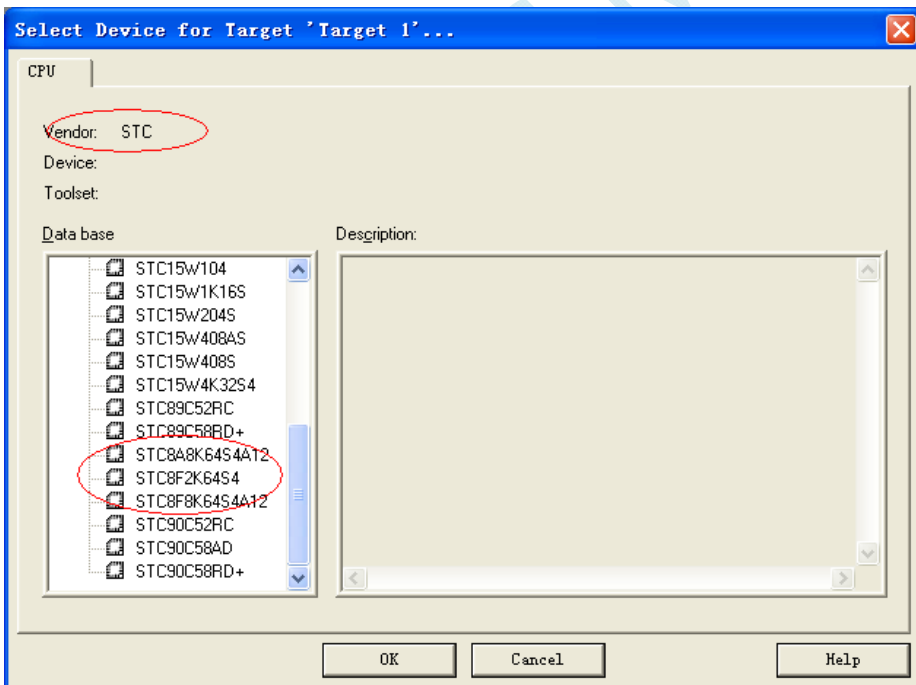 Select Device for Target 'Target 1'...
CPU
Vendor: STC
Device:
Toolset:
Data base
Description:
STC15W104
STC15W1K16S
STC15W204S
STC15W408AS
STC15W408S
STC15W4K32S4
STC89C52RC
STC89C58RD+
STC8A8K64S4A12
STC8F2K64S4
STC8F8K64S4A12
STC90C52RC
STC90C58AD
STC90C58RD+
OK
Cancel
Help